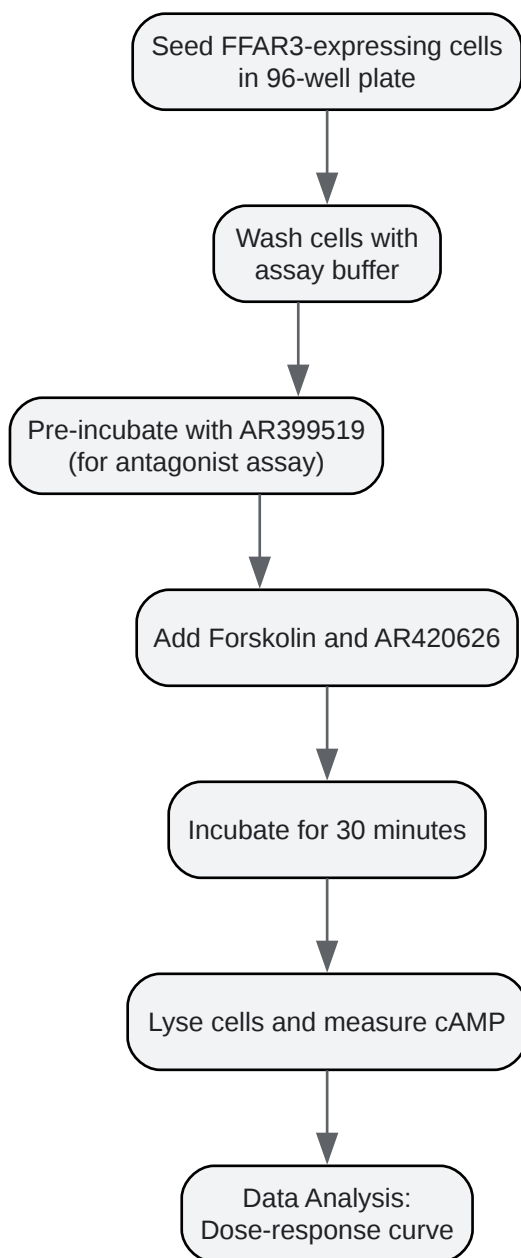 Seed FFAR3-expressing cells
in 96-well plate
Wash cells with
assay buffer
Pre-incubate with AR399519
(for antagonist assay)
Add Forskolin and AR420626
Incubate for 30 minutes
Lyse cells and measure cAMP
Data Analysis:
Dose-response curve